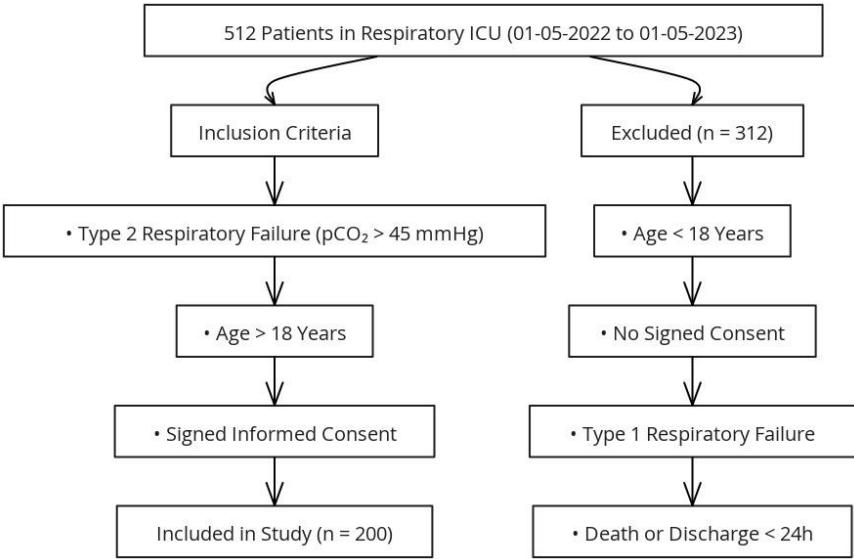 512 Patients in Respiratory ICU (01-05-2022 to 01-05-2023)
Inclusion Criteria
Excluded (n = 312)
• Type 2 Respiratory Failure (pCO₂ > 45 mmHg)
• Age < 18 Years
• Age > 18 Years
• No Signed Consent
• Signed Informed Consent
• Type 1 Respiratory Failure
Included in Study (n = 200)
• Death or Discharge < 24h